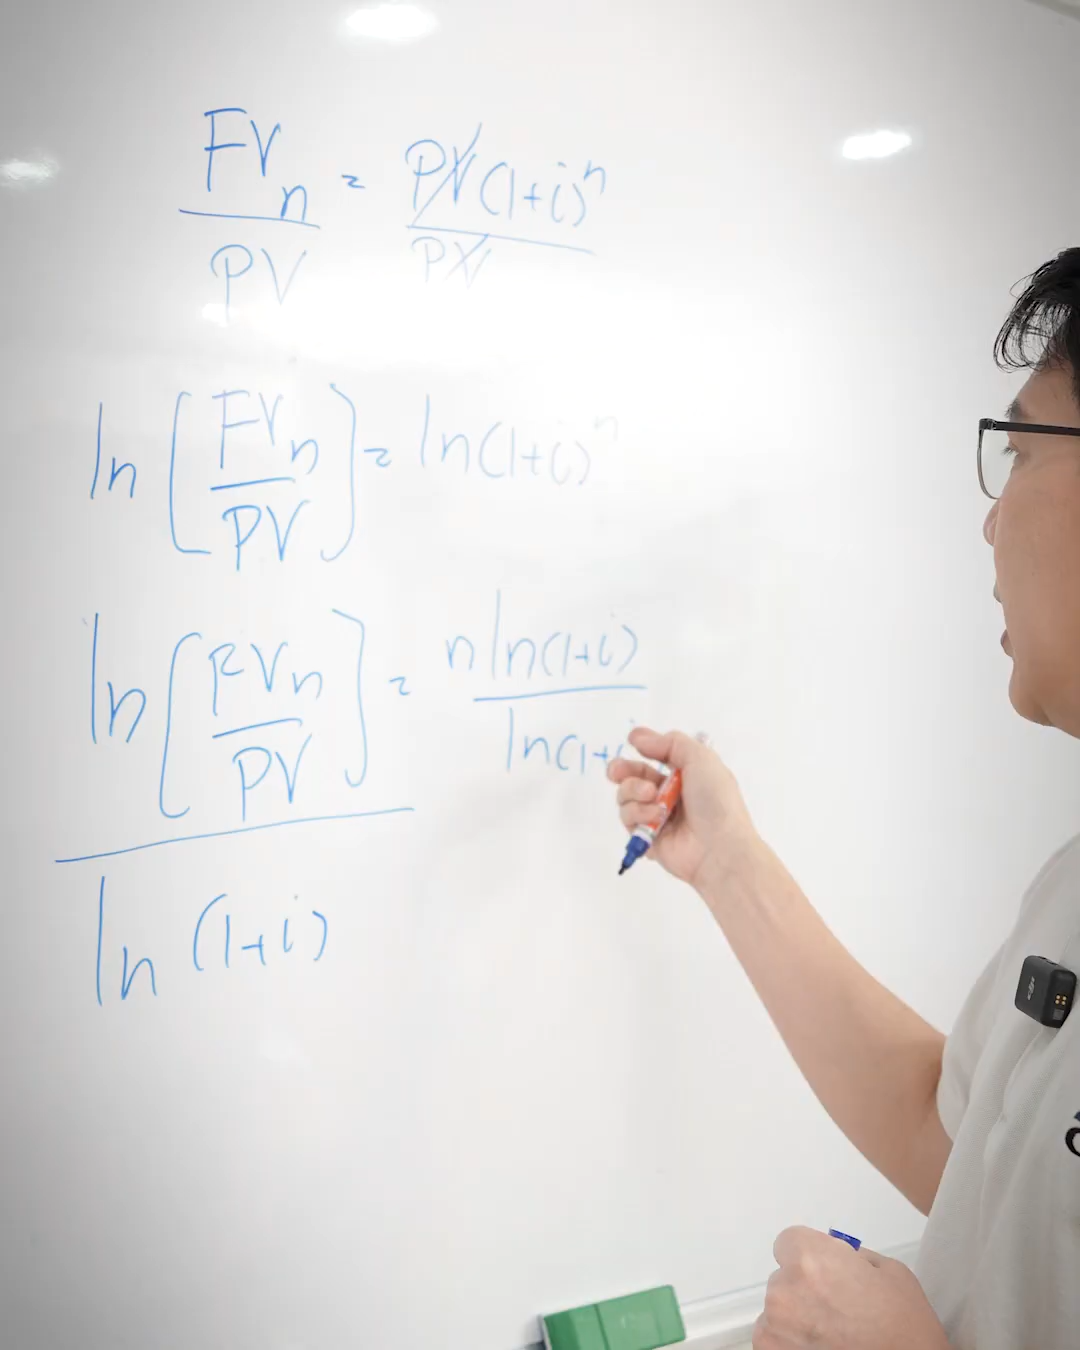 FVn/PV = PV(1+i)^n/PV
ln[FVn/PV] = ln(1+i)^n
ln[FVn/PV]/ln(1+i) = n ln(1+i)/ln(1+i